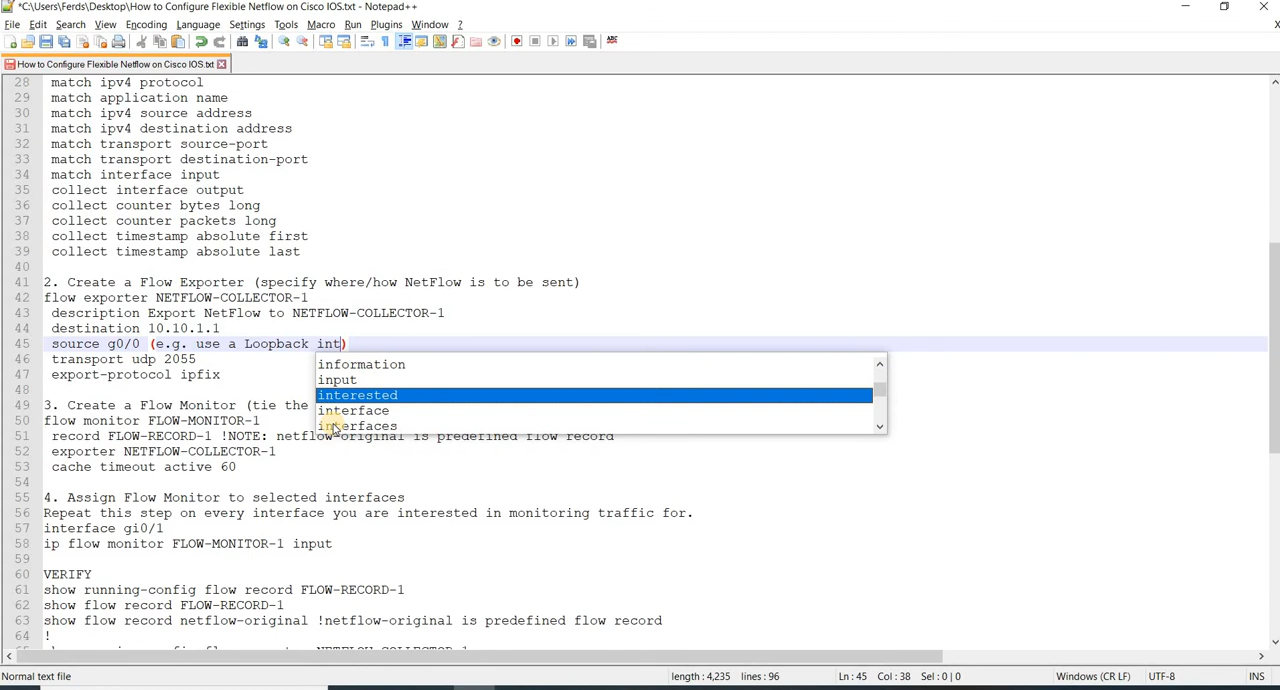 *C:\Users\Ferds\Desktop\How to Configure Flexible Netflow on Cisco IOS.txt - Notepad++
File Edit Search View Encoding Language Settings Tools Macro Run Plugins Window ?
How to Configure Flexible Netflow on Cisco IOS.txt
28 match ipv4 protocol
29 match application name
30 match ipv4 source address
31 match ipv4 destination address
32 match transport source-port
33 match transport destination-port
34 match interface input
35 collect interface output
36 collect counter bytes long
37 collect counter packets long
38 collect timestamp absolute first
39 collect timestamp absolute last
40
41 2. Create a Flow Exporter (specify where/how NetFlow is to be sent)
42 flow exporter NETFLOW-COLLECTOR-1
43 description Export NetFlow to NETFLOW-COLLECTOR-1
44 destination 10.10.1.1
45 source g0/0 (e.g. use a Loopback int)
46 transport udp 2055
47 export-protocol ipfix
information
input
interested
interface
interfaces
48
49 3. Create a Flow Monitor (tie the
50 flow monitor FLOW-MONITOR-1
51 record FLOW-RECORD-1 !NOTE: netflow-original is predefined flow record
52 exporter NETFLOW-COLLECTOR-1
53 cache timeout active 60
54
55 4. Assign Flow Monitor to selected interfaces
56 Repeat this step on every interface you are interested in monitoring traffic for.
57 interface gi0/1
58 ip flow monitor FLOW-MONITOR-1 input
59
60 VERIFY
61 show running-config flow record FLOW-RECORD-1
62 show flow record FLOW-RECORD-1
63 show flow record netflow-original !netflow-original is predefined flow record
64 !
Normal text file length : 4,235 lines : 96 Ln : 45 Col : 38 Sel : 0 | 0 Windows (CR LF) UTF-8 INS